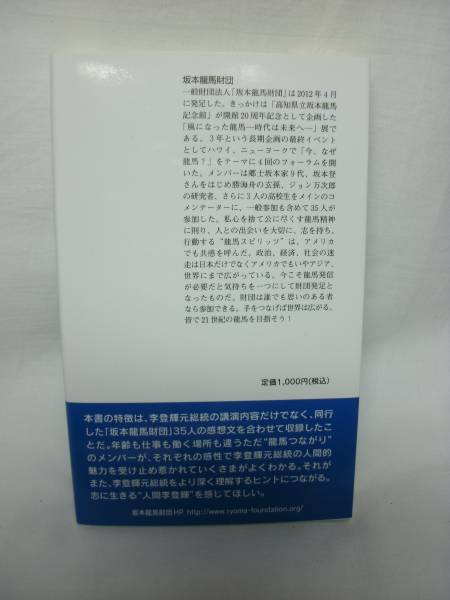 坂本龍馬財団
一般財団法人「坂本龍馬財団」は2012年4月
に発足した。きっかけは「高知県立坂本龍馬
記念館」が開館20周年記念として企画した
「風になった龍馬―時代は未来へ―」展であ
る。3年という長期企画の最終イベント
としてハワイ、ニューヨークで「今、なぜ
龍馬?」をテーマに4回のフォーラムを開
いた。メンバーは郷士坂本家9代、坂本登
さんをはじめ勝海舟の玄孫、ジョン万次郎
の研究者、さらに3人の高校生をメインのコ
メンテーターに、一般参加も含めて35人が
参加した。私心を捨て公に尽くす龍馬精神
に則り、人との出会いを大切に、志を持ち、
行動する“龍馬スピリッツ”は、アメリカ
でも共感を呼んだ。政治、経済、社会の迷
走は日本だけでなくアメリカでもいやアジア、
世界にまで広がっている。今こそ龍馬発信
が必要だと気持ちを一つにして財団発足と
なったものだ。財団は誰でも思いのある者
なら参加できる。手をつなげば世界は広がる。
皆で21世紀の龍馬を目指そう!
定価1,000円(税込)
本書の特徴は、李登輝元総統の講演内容だけでなく、同行
した「坂本龍馬財団」35人の感想文を合わせて収録したこ
とだ。年齢も仕事も働く場所も違うただ“龍馬つながり”
のメンバーが、それぞれの感性で李登輝元総統の人間的
魅力を受け止め惹かれていくさまがよくわかる。それが
また、李登輝元総統をより深く理解するヒントにつながる。
志に生きる“人間李登輝”を感じてほしい。
坂本龍馬財団HP http://www.ryoma-foundation.org/